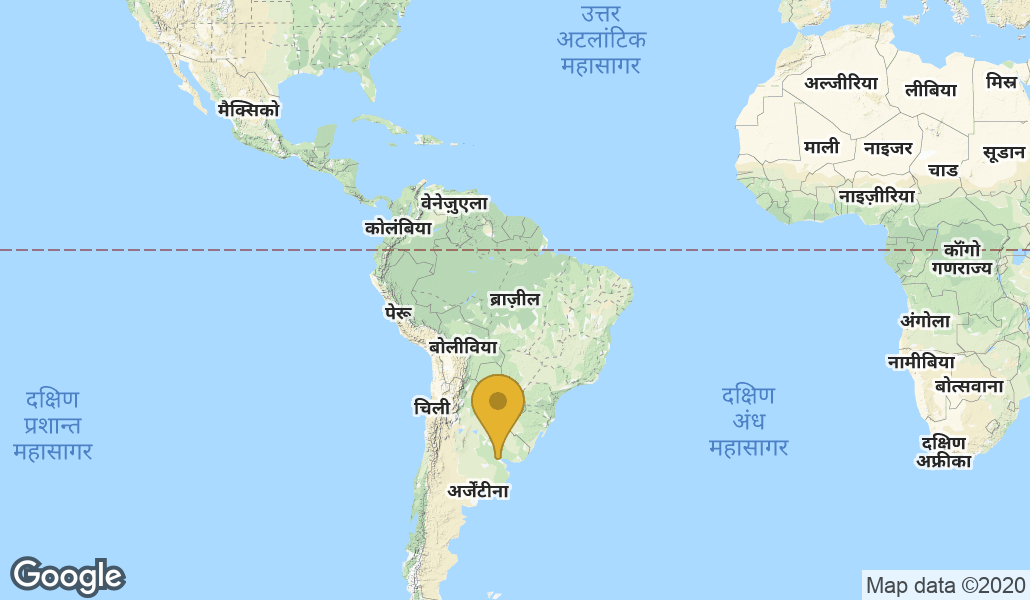 उत्तर
अटलांटिक
महासागर
अल्जीरिया
लीबिया
मिस्र
मैक्सिको
माली
नाइजर
सूडान
चाड
वेनेज़ुएला
नाइज़ीरिया
कोलंबिया
कॉंगो
गणराज्य
ब्राज़ील
पेरू
अंगोला
बोलीविया
नामीबिया
बोत्सवाना
दक्षिण
प्रशान्त
महासागर
चिली
दक्षिण
अंध
महासागर
दक्षिण
अफ्रीका
अर्जेंटीना
Google
Map data ©2020